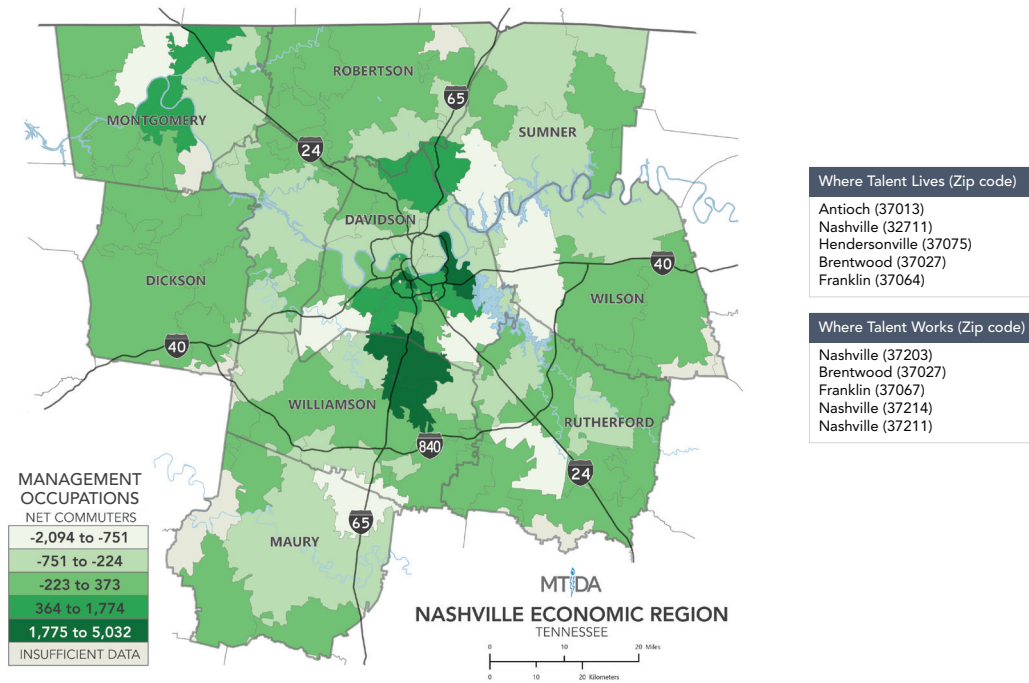 ROBERTSON
65
SUMNER
MONTGOMERY
24
DAVIDSON
DICKSON
40
WILSON
40
WILLIAMSON
RUTHERFORD
840
24
65
MAURY
MANAGEMENT
OCCUPATIONS
NET COMMUTERS
-2,094 to -751
-751 to -224
-223 to 373
364 to 1,774
1,775 to 5,032
INSUFFICIENT DATA
MTIDA
NASHVILLE ECONOMIC REGION
TENNESSEE
0 10 20 Miles
0 10 20 Kilometers
Where Talent Lives (Zip code)
Antioch (37013)
Nashville (32711)
Hendersonville (37075)
Brentwood (37027)
Franklin (37064)
Where Talent Works (Zip code)
Nashville (37203)
Brentwood (37027)
Franklin (37067)
Nashville (37214)
Nashville (37211)